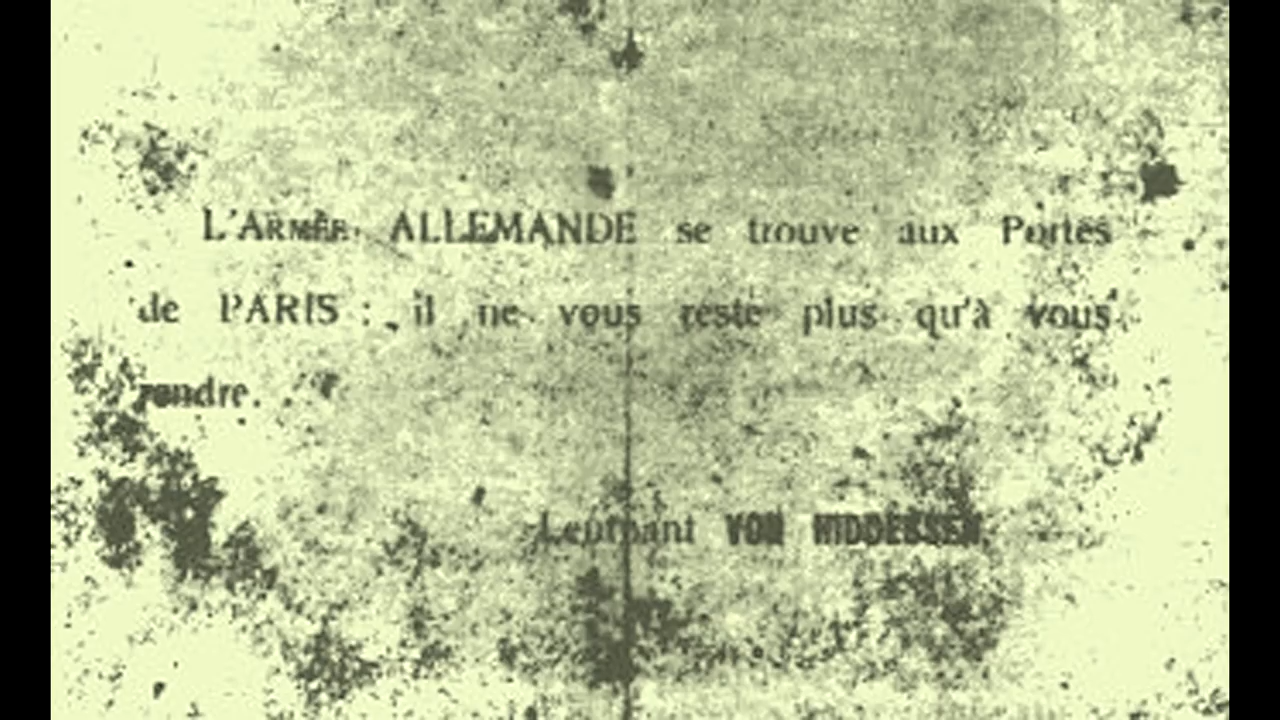 L'ARMÉE ALLEMANDE se trouve aux Portes
de PARIS : il ne vous reste plus qu'à vous
rendre.
Leutnant VON HIDDESSEN.